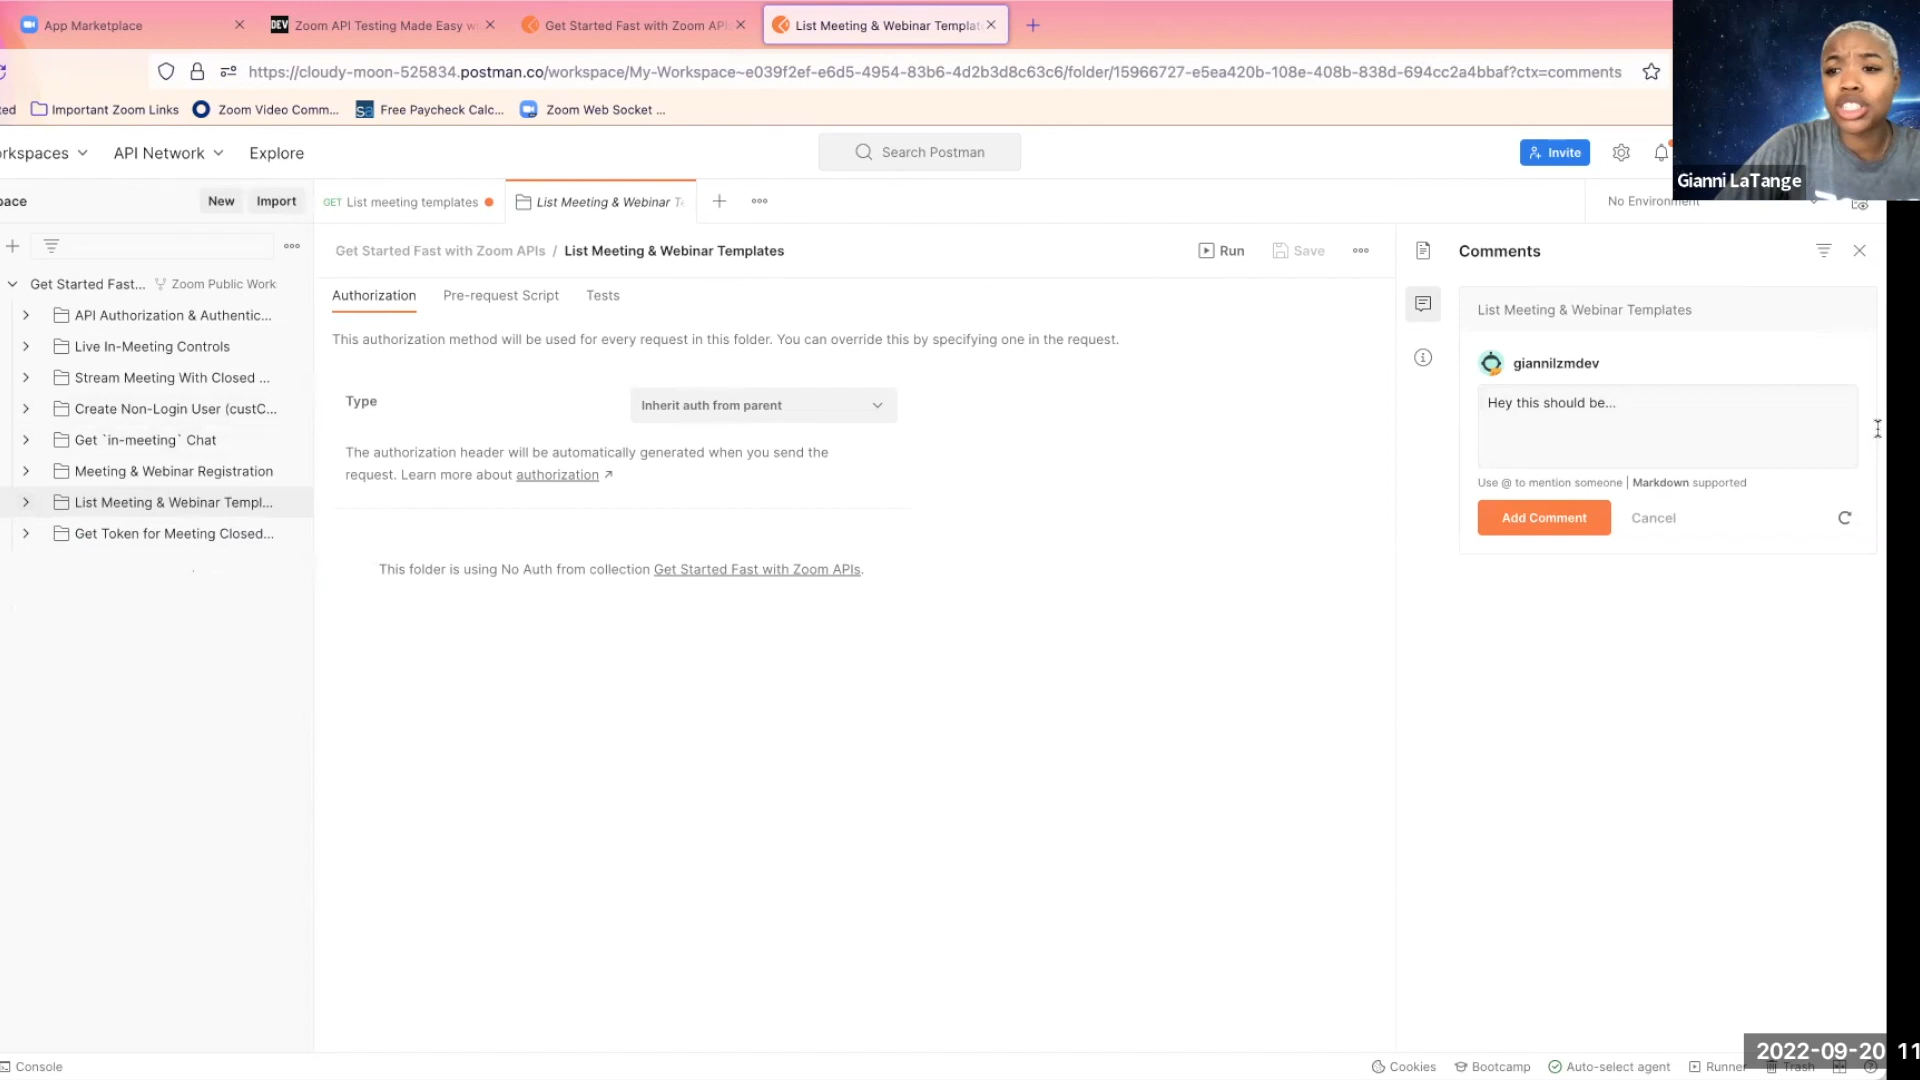 App Marketplace
DEV Zoom API Testing Made Easy w
Get Started Fast with Zoom API
List Meeting & Webinar Templat
https://cloudy-moon-525834.postman.co/workspace/My-Workspace~e039f2ef-e6d5-4954-83b6-4d2b3d8c63c6/folder/15966727-e5ea420b-108e-408b-838d-694cc2a4bbaf?ctx=comments
ted
Important Zoom Links
Zoom Video Comm...
Free Paycheck Calc...
Zoom Web Socket ...
rkspaces
API Network
Explore
Search Postman
Invite
Gianni LaTange
pace
New
Import
GET List meeting templates
List Meeting & Webinar T
No Environment
Get Started Fast with Zoom APIs / List Meeting & Webinar Templates
Run
Save
Comments
Get Started Fast...
Zoom Public Work
API Authorization & Authentic...
Live In-Meeting Controls
Stream Meeting With Closed ...
Create Non-Login User (custC...
Get `in-meeting` Chat
Meeting & Webinar Registration
List Meeting & Webinar Templ...
Get Token for Meeting Closed...
Authorization
Pre-request Script
Tests
This authorization method will be used for every request in this folder. You can override this by specifying one in the request.
Type
Inherit auth from parent
The authorization header will be automatically generated when you send the
request. Learn more about authorization ↗
This folder is using No Auth from collection Get Started Fast with Zoom APIs.
List Meeting & Webinar Templates
giannilzmdev
Hey this should be...
Use @ to mention someone | Markdown supported
Add Comment
Cancel
Console
Cookies
Bootcamp
Auto-select agent
Runner
Trash
2022-09-20 11